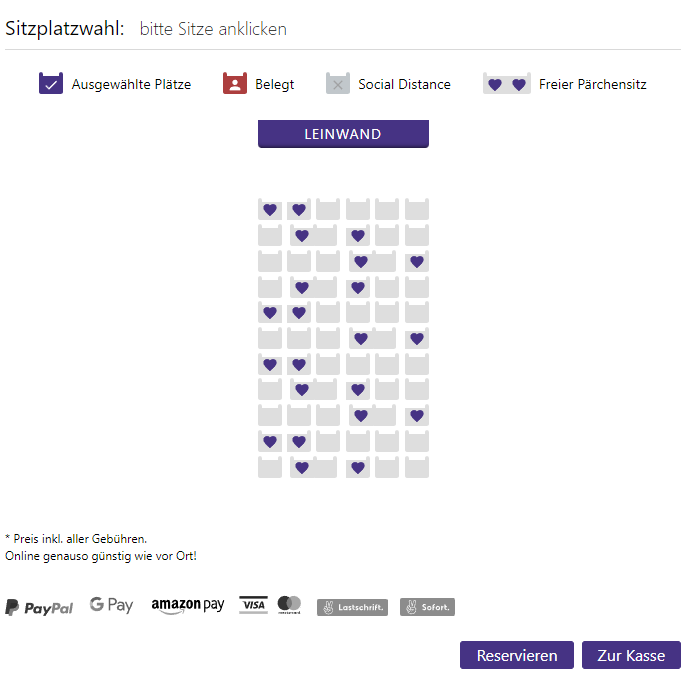 Sitzplatzwahl: bitte Sitze anklicken
Ausgewählte Plätze Belegt Social Distance Freier Pärchensitz
LEINWAND
* Preis inkl. aller Gebühren.
Online genauso günstig wie vor Ort!
PayPal G Pay amazon pay VISA Lastschrift. Sofort.
Reservieren Zur Kasse